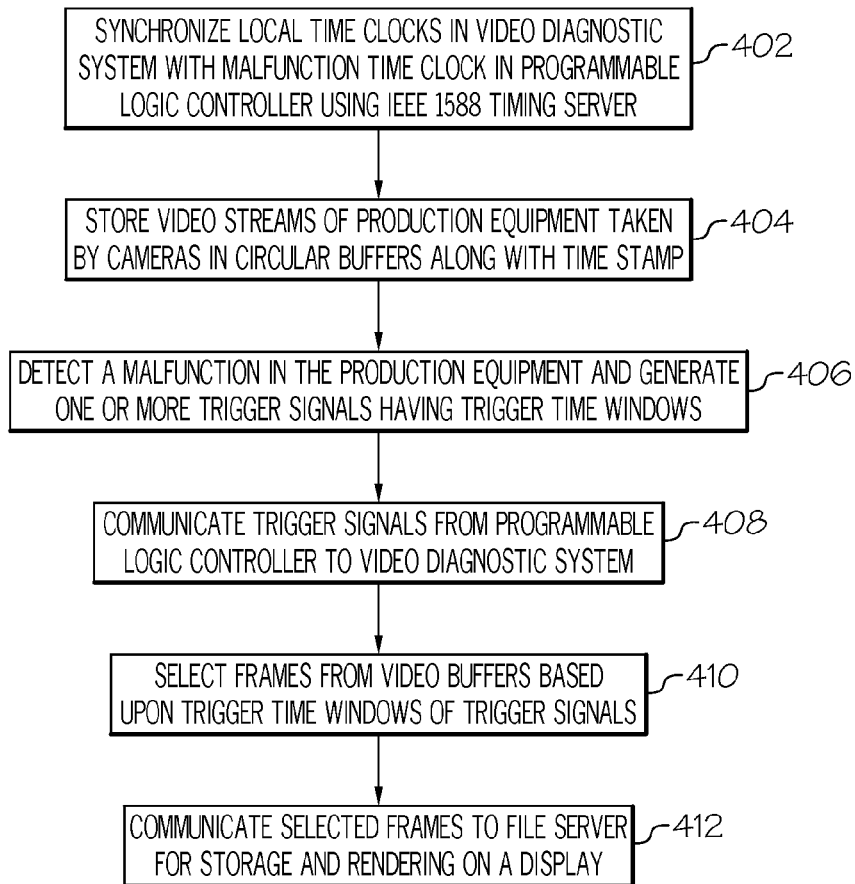 SYNCHRONIZE LOCAL TIME CLOCKS IN VIDEO DIAGNOSTIC
SYSTEM WITH MALFUNCTION TIME CLOCK IN PROGRAMMABLE
LOGIC CONTROLLER USING IEEE 1588 TIMING SERVER
402
STORE VIDEO STREAMS OF PRODUCTION EQUIPMENT TAKEN
BY CAMERAS IN CIRCULAR BUFFERS ALONG WITH TIME STAMP
404
DETECT A MALFUNCTION IN THE PRODUCTION EQUIPMENT AND GENERATE
ONE OR MORE TRIGGER SIGNALS HAVING TRIGGER TIME WINDOWS
406
COMMUNICATE TRIGGER SIGNALS FROM PROGRAMMABLE
LOGIC CONTROLLER TO VIDEO DIAGNOSTIC SYSTEM
408
SELECT FRAMES FROM VIDEO BUFFERS BASED
UPON TRIGGER TIME WINDOWS OF TRIGGER SIGNALS
410
COMMUNICATE SELECTED FRAMES TO FILE SERVER
FOR STORAGE AND RENDERING ON A DISPLAY
412